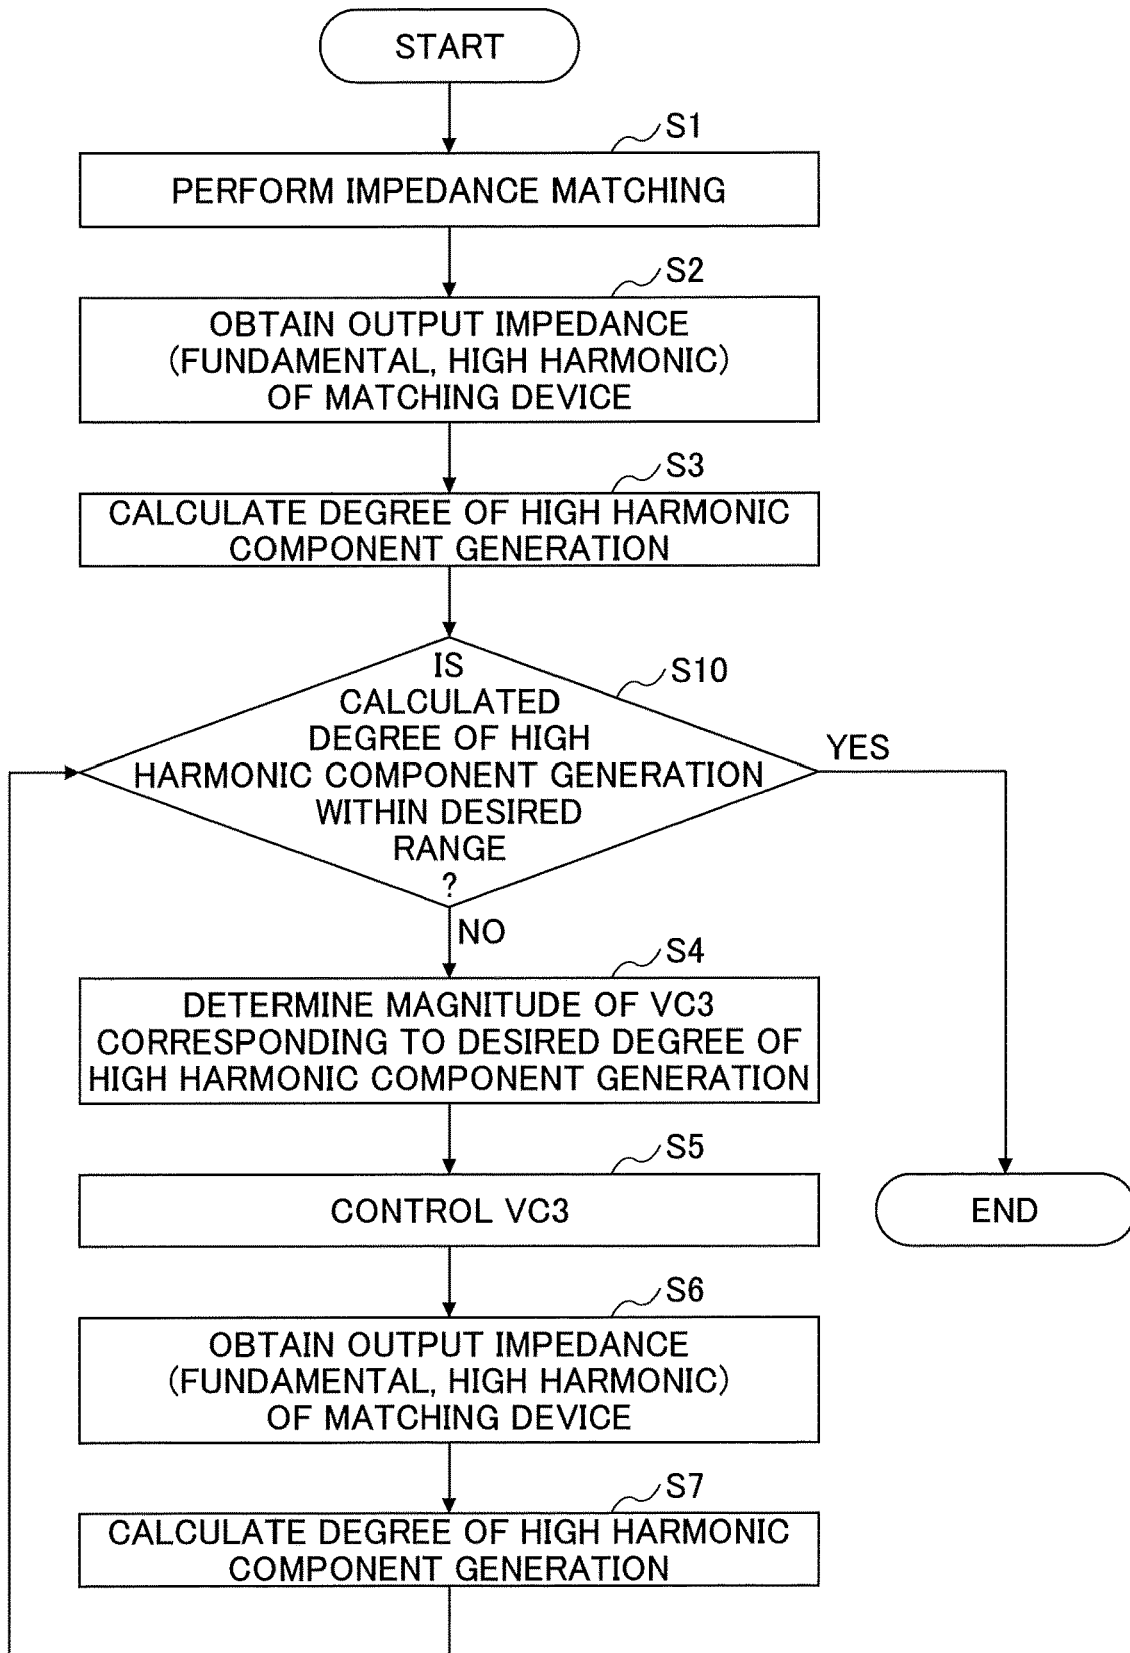 START
S1
PERFORM IMPEDANCE MATCHING
S2
OBTAIN OUTPUT IMPEDANCE
(FUNDAMENTAL, HIGH HARMONIC)
OF MATCHING DEVICE
S3
CALCULATE DEGREE OF HIGH HARMONIC
COMPONENT GENERATION
S10
IS
CALCULATED
DEGREE OF HIGH
HARMONIC COMPONENT GENERATION
WITHIN DESIRED
RANGE
?
YES
NO
S4
DETERMINE MAGNITUDE OF VC3
CORRESPONDING TO DESIRED DEGREE OF
HIGH HARMONIC COMPONENT GENERATION
S5
CONTROL VC3
END
S6
OBTAIN OUTPUT IMPEDANCE
(FUNDAMENTAL, HIGH HARMONIC)
OF MATCHING DEVICE
S7
CALCULATE DEGREE OF HIGH HARMONIC
COMPONENT GENERATION